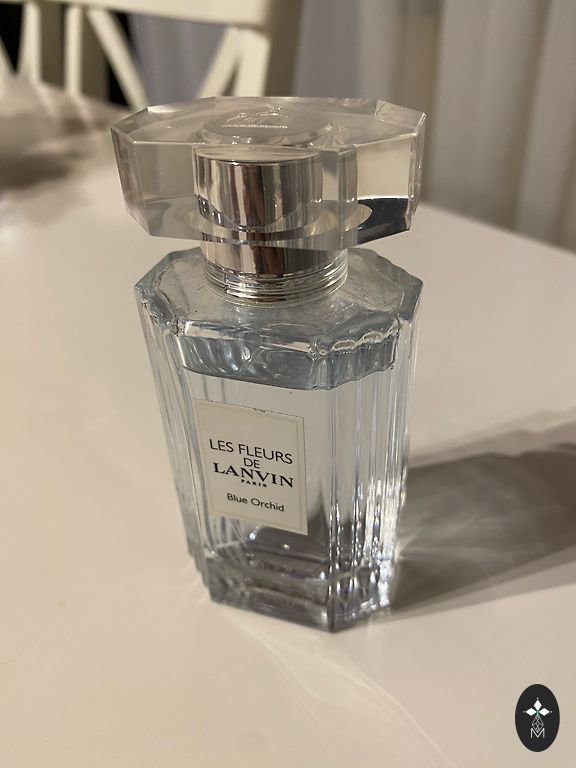 LES FLEURS
DE
LANVIN
PARIS
Blue Orchid
M